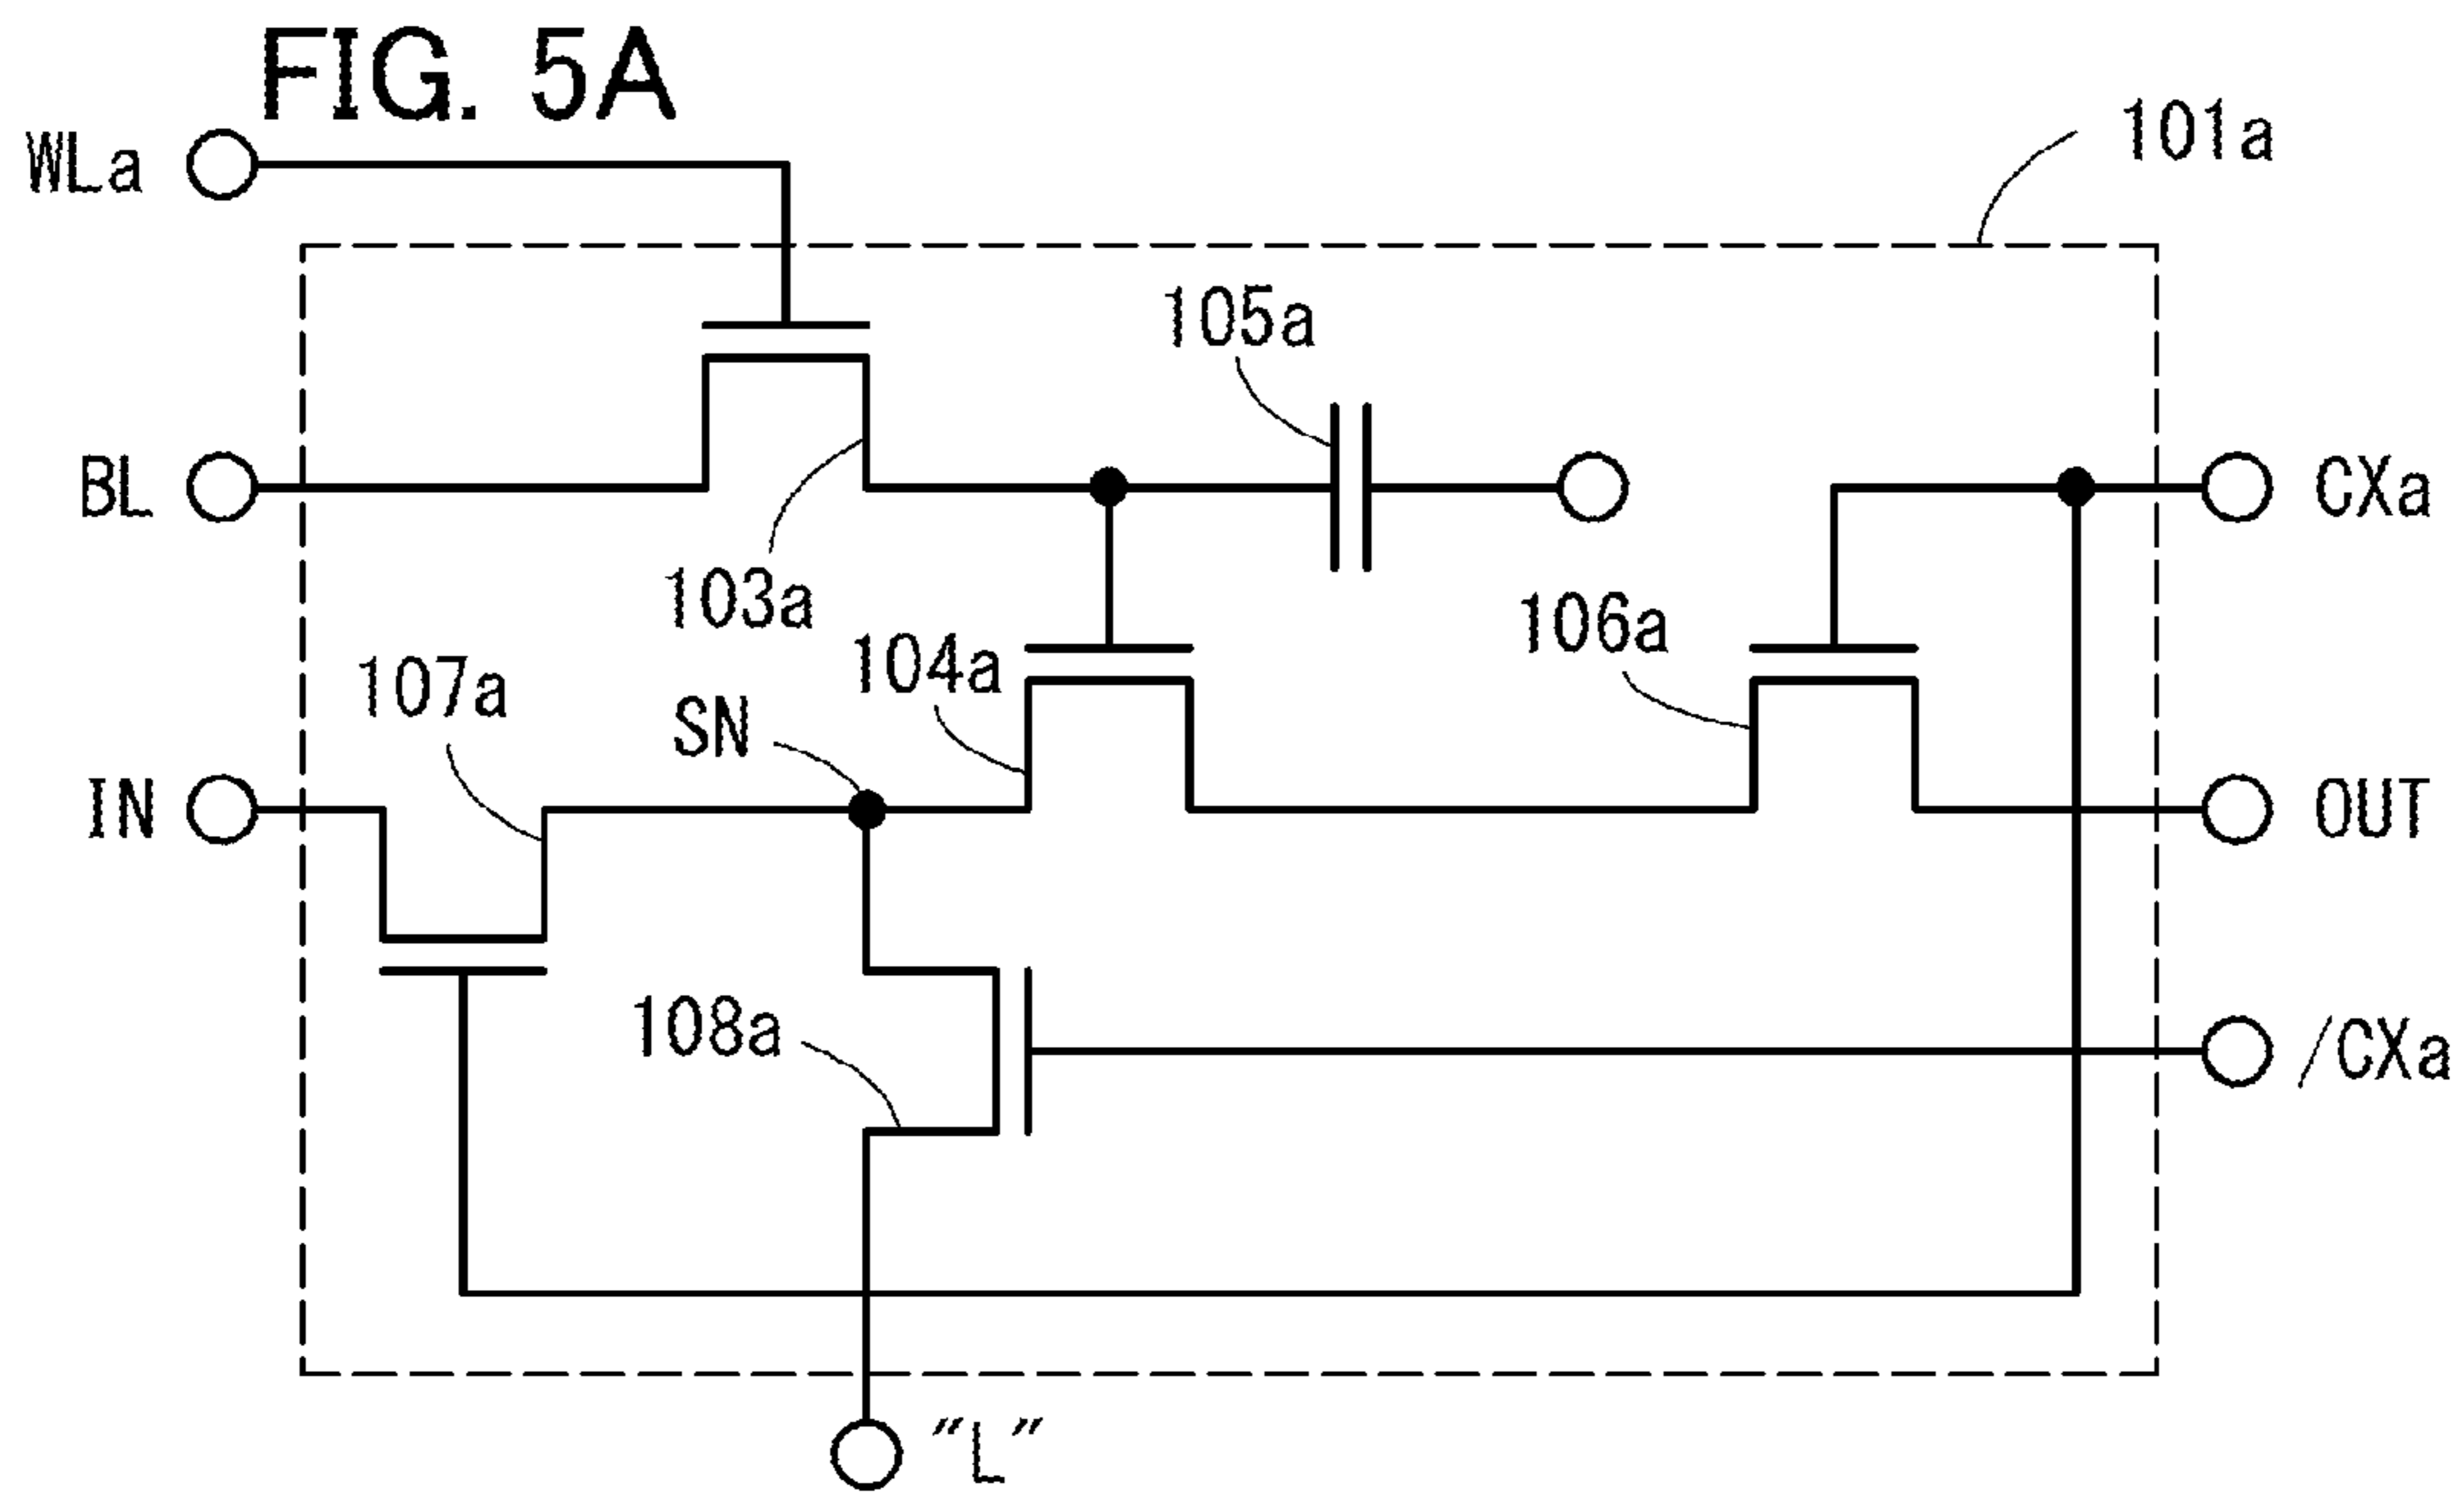 FIG. 5A
WLa
101a
105a
BL
CXa
103a
106a
104a
107a
SN
IN
OUT
108a
/CXa
"L"